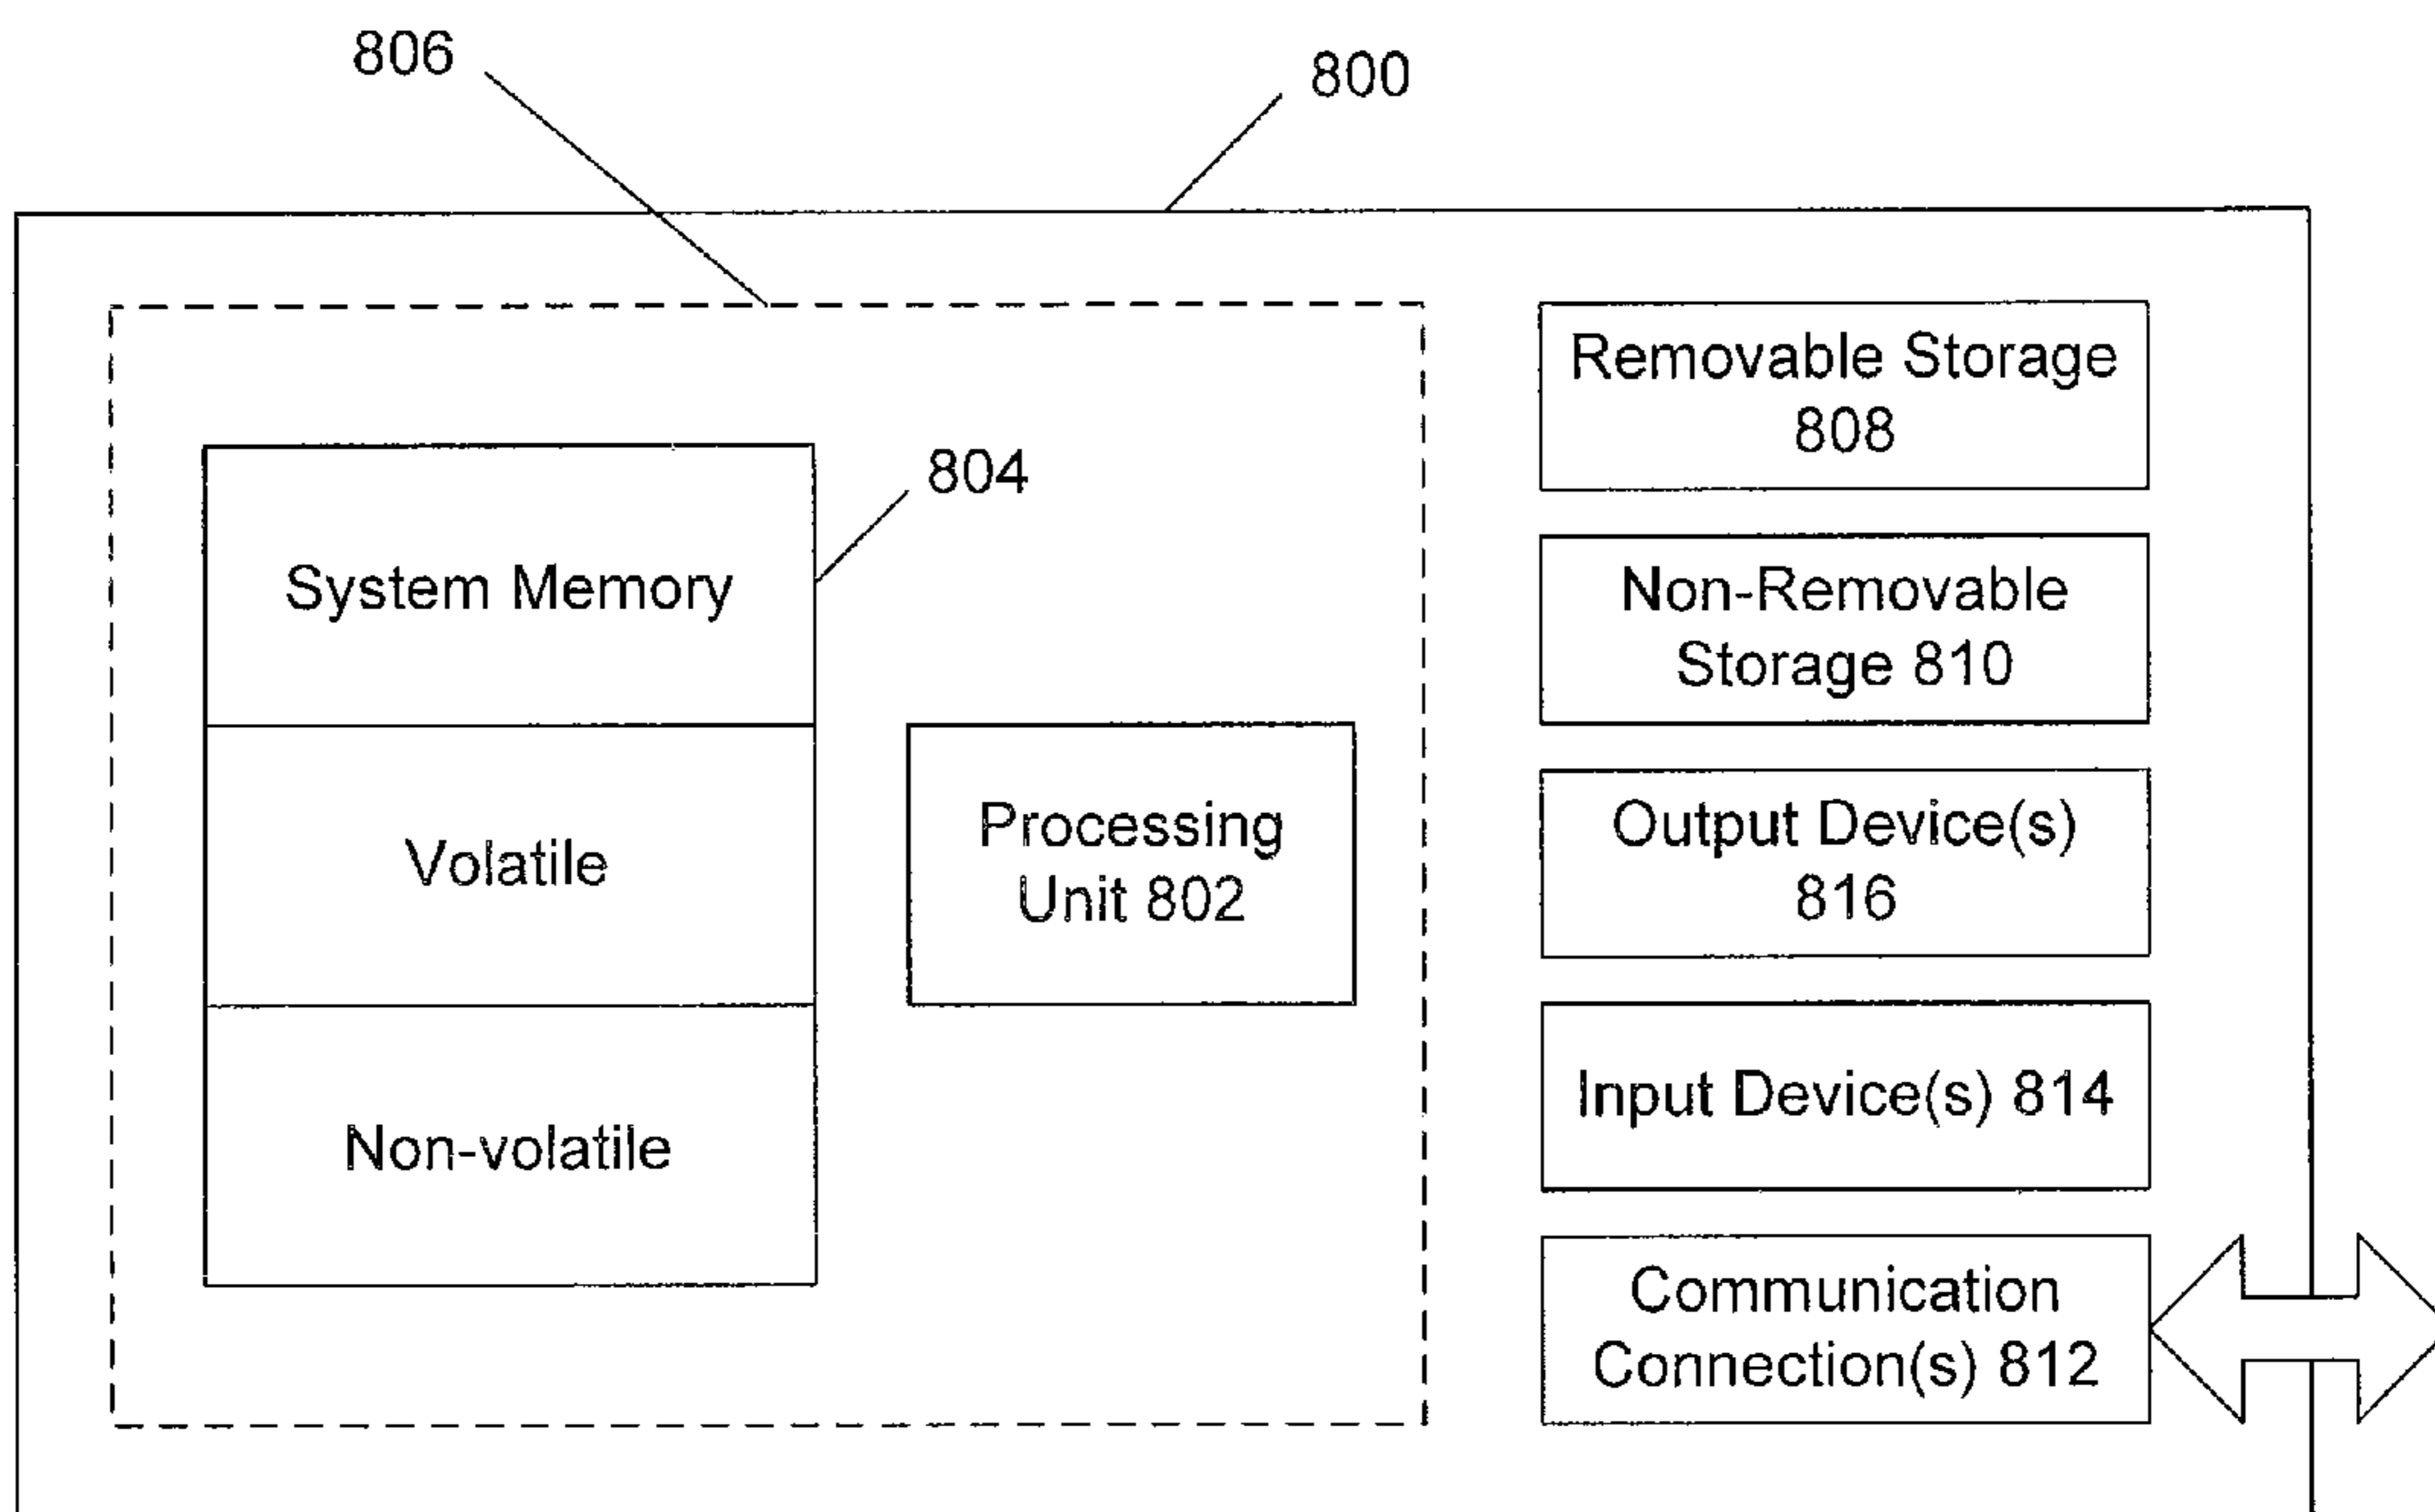 806
800
Removable Storage
808
804
System Memory
Non-Removable
Storage 810
Volatile
Processing
Unit 802
Output Device(s)
816
Non-volatile
Input Device(s) 814
Communication
Connection(s) 812